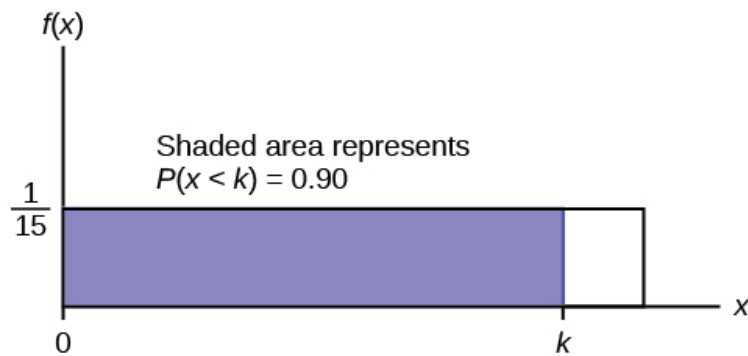 f(x)
Shaded area represents
P(x < k) = 0.90
1
15
0
k
x